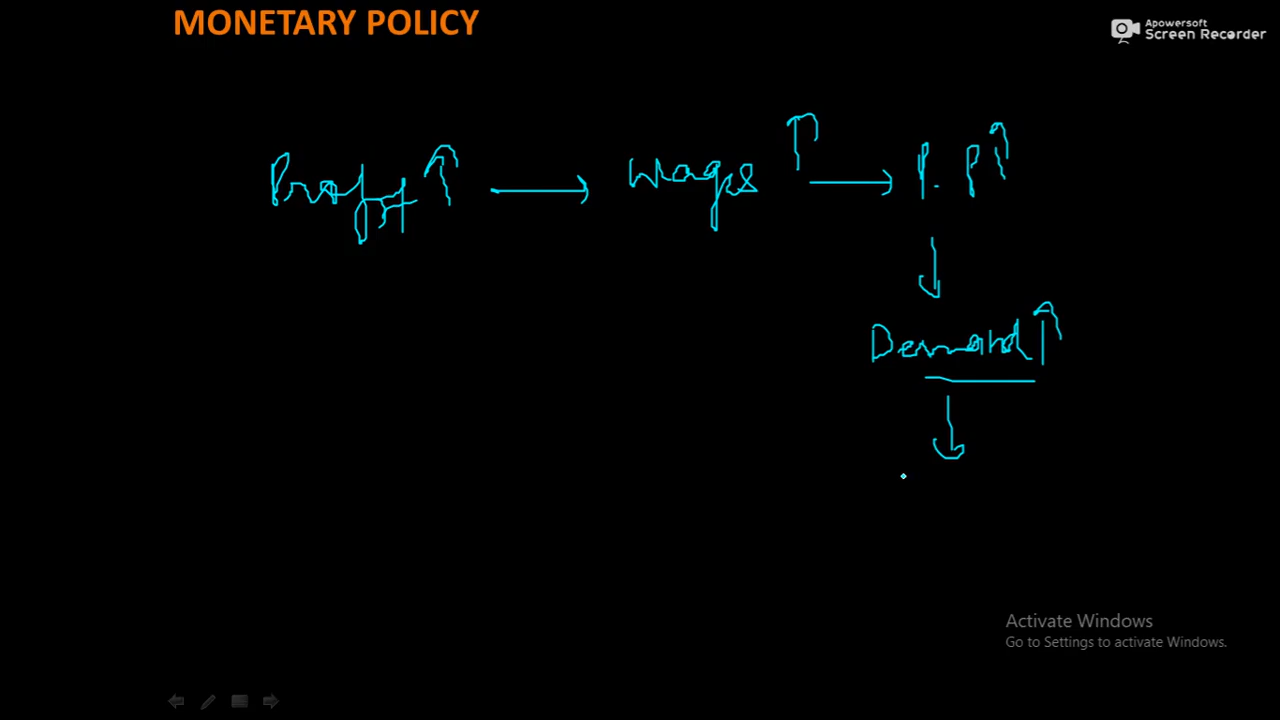 MONETARY POLICY
Apowersoft
Screen Recorder
Profit ↑ → wages ↑ → P. P ↑
↓
Demand ↑
↓
Activate Windows
Go to Settings to activate Windows.